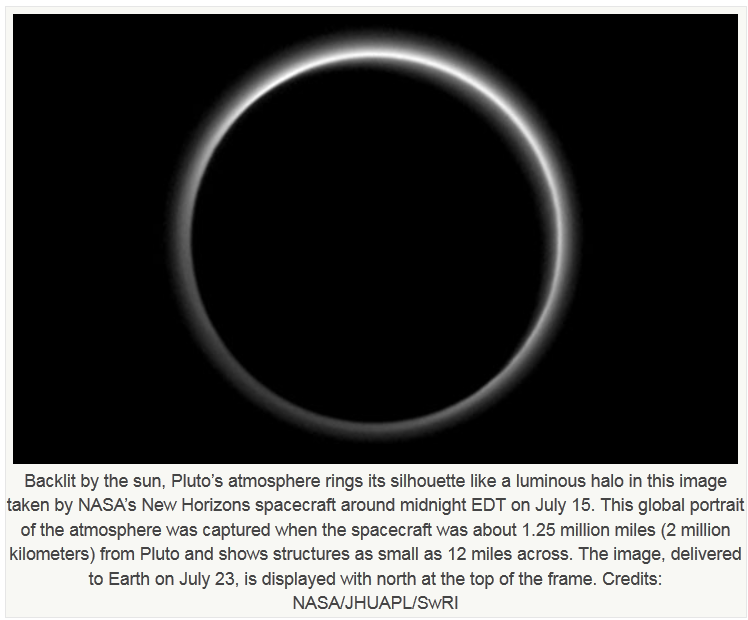 Backlit by the sun, Pluto’s atmosphere rings its silhouette like a luminous halo in this image
taken by NASA’s New Horizons spacecraft around midnight EDT on July 15. This global portrait
of the atmosphere was captured when the spacecraft was about 1.25 million miles (2 million
kilometers) from Pluto and shows structures as small as 12 miles across. The image, delivered
to Earth on July 23, is displayed with north at the top of the frame. Credits:
NASA/JHUAPL/SwRI